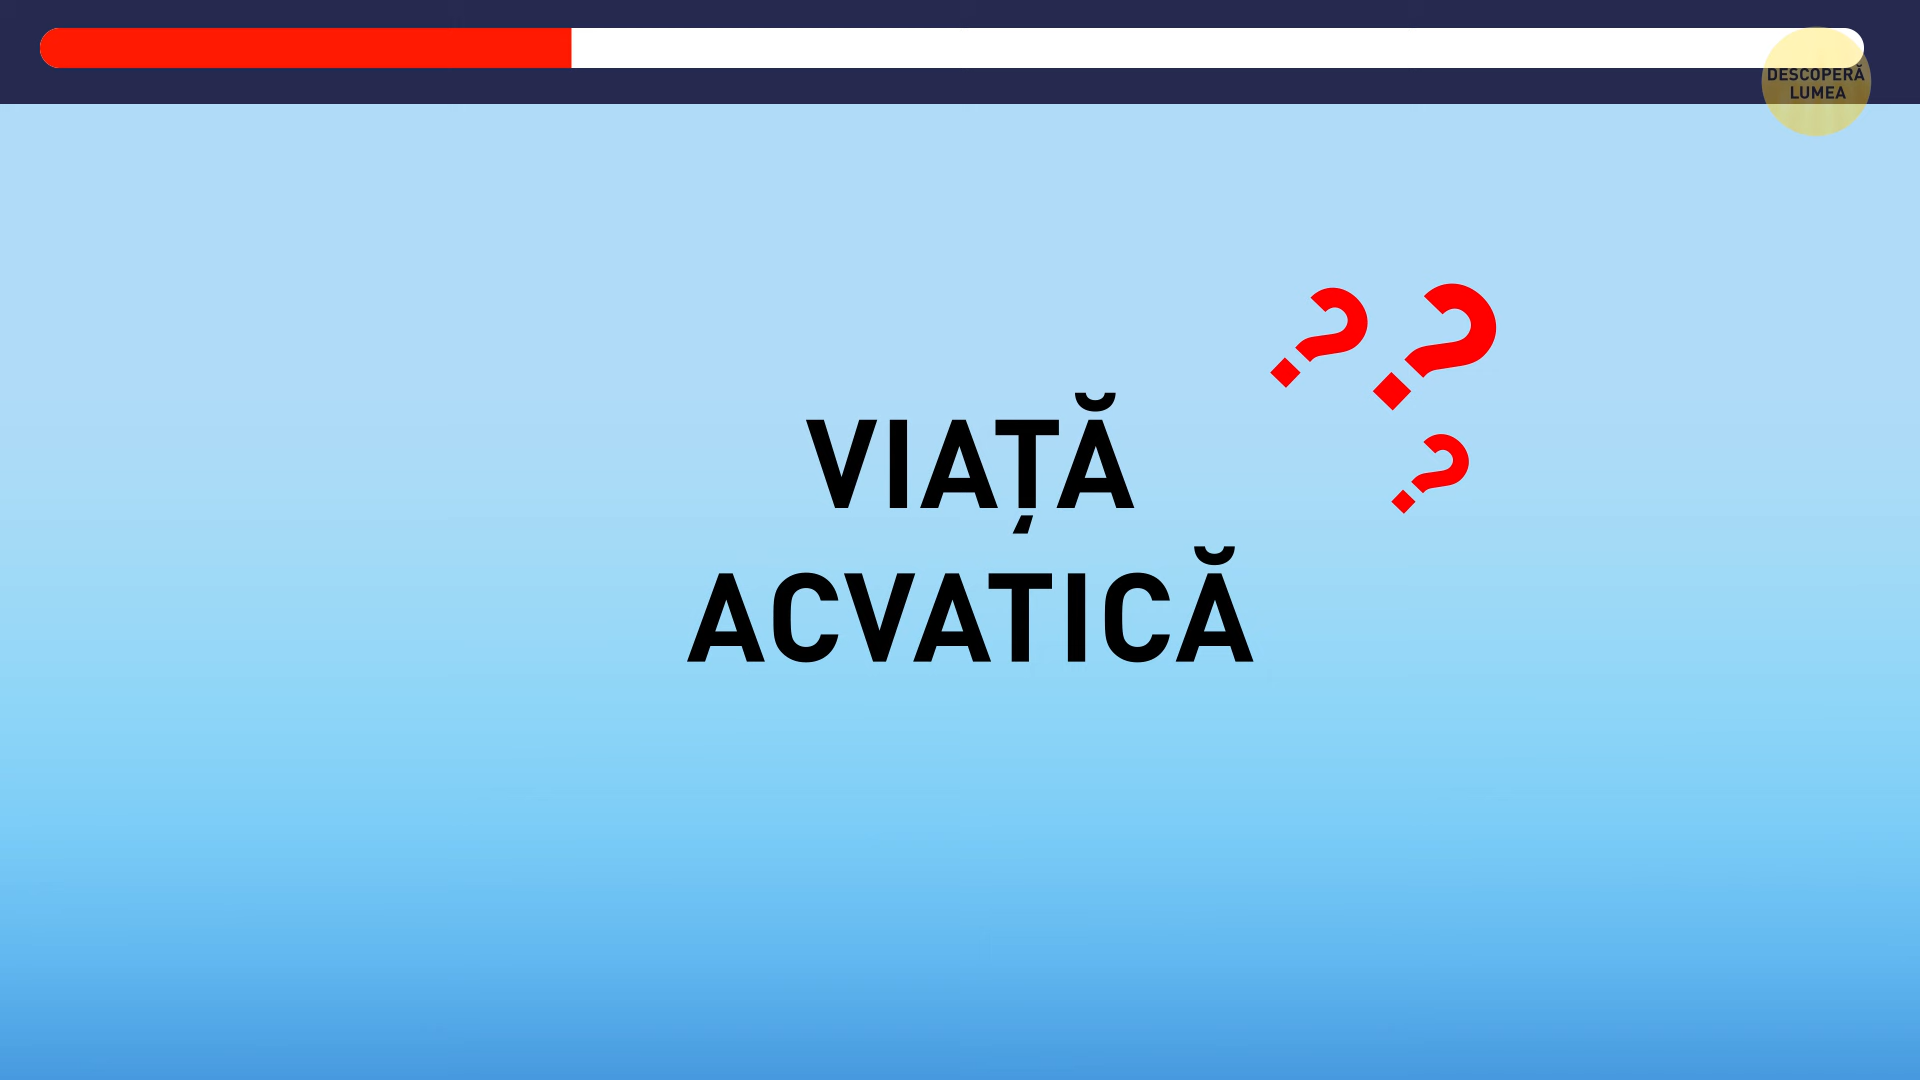 DESCOPERĂ
LUMEA
? ?
VIAȚĂ
?
ACVATICĂ